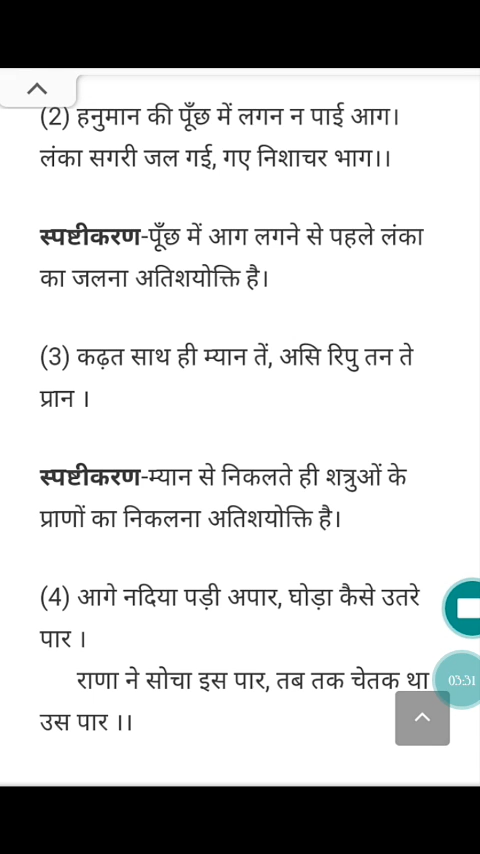 (2) हनुमान की पूँछ में लगन न पाई आग।
लंका सगरी जल गई, गए निशाचर भाग।।
स्पष्टीकरण-पूँछ में आग लगने से पहले लंका
का जलना अतिशयोक्ति है।
(3) कढ़त साथ ही म्यान तें, असि रिपु तन ते
प्रान ।
स्पष्टीकरण-म्यान से निकलते ही शत्रुओं के
प्राणों का निकलना अतिशयोक्ति है।
(4) आगे नदिया पड़ी अपार, घोड़ा कैसे उतरे
पार ।
राणा ने सोचा इस पार, तब तक चेतक था
03:31
उस पार ।।